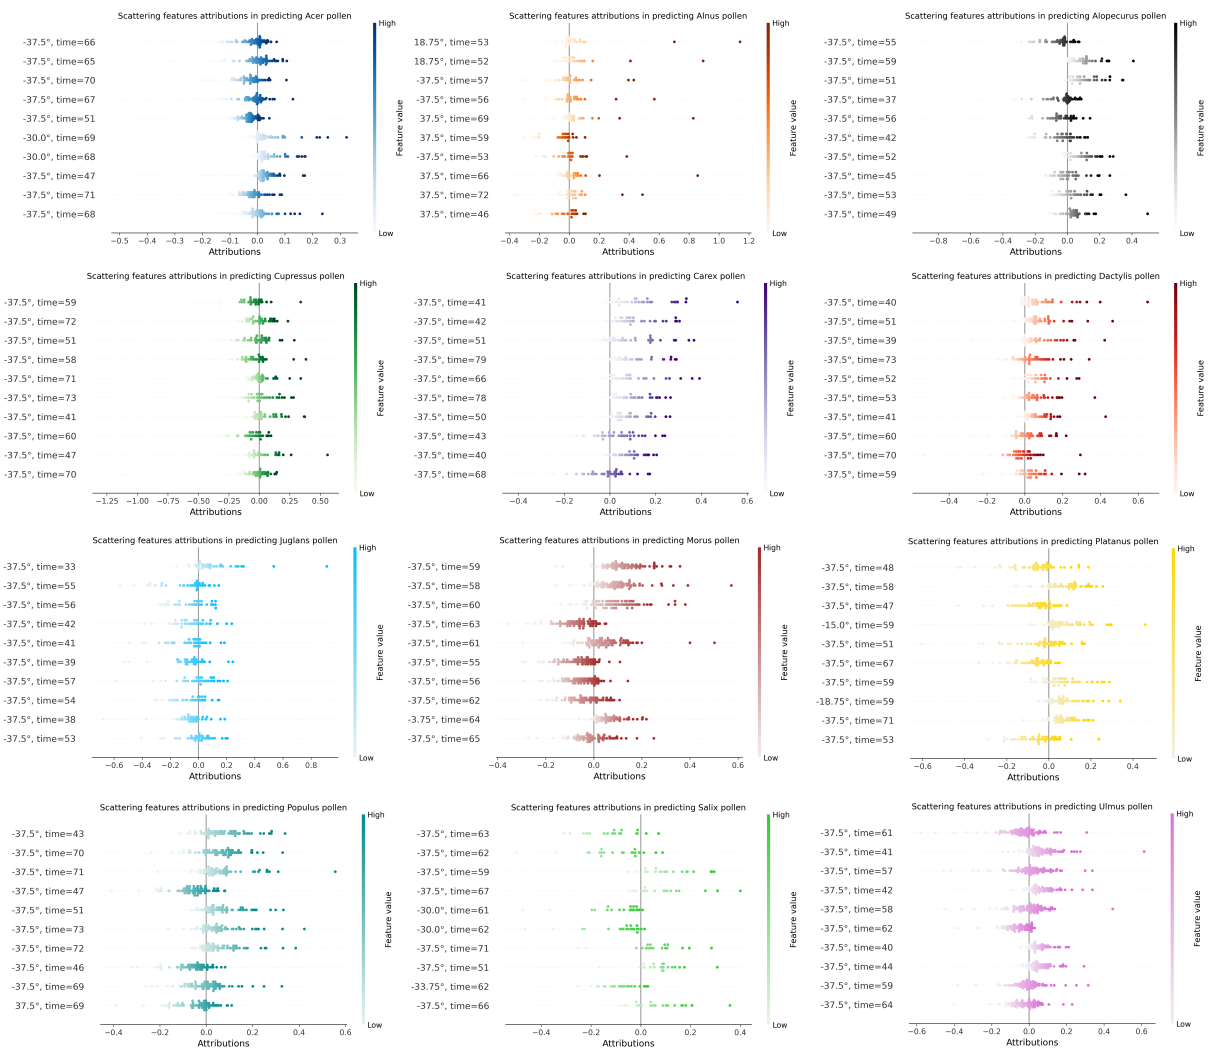 Scattering features attributions in predicting Acer pollen
-37.5°, time=66
-37.5°, time=65
-37.5°, time=70
-37.5°, time=67
-37.5°, time=51
-30.0°, time=69
-30.0°, time=68
-37.5°, time=47
-37.5°, time=71
-37.5°, time=68
−0.5 −0.4 −0.3 −0.2 −0.1 0.0 0.1 0.2 0.3
Attributions
High
Feature value
Low
Scattering features attributions in predicting Alnus pollen
18.75°, time=53
18.75°, time=52
-37.5°, time=57
-37.5°, time=56
37.5°, time=69
37.5°, time=59
-37.5°, time=53
37.5°, time=66
37.5°, time=72
37.5°, time=46
−0.4 −0.2 0.0 0.2 0.4 0.6 0.8 1.0 1.2
Attributions
High
Feature value
Low
Scattering features attributions in predicting Alopecurus pollen
-37.5°, time=55
-37.5°, time=59
-37.5°, time=51
-37.5°, time=37
-37.5°, time=56
-37.5°, time=42
-37.5°, time=52
-37.5°, time=45
-37.5°, time=53
-37.5°, time=49
−0.8 −0.6 −0.4 −0.2 0.0 0.2 0.4
Attributions
High
Feature value
Low
Scattering features attributions in predicting Cupressus pollen
-37.5°, time=59
-37.5°, time=72
-37.5°, time=51
-37.5°, time=58
-37.5°, time=71
-37.5°, time=73
-37.5°, time=41
-37.5°, time=60
-37.5°, time=47
-37.5°, time=70
−1.25 −1.00 −0.75 −0.50 −0.25 0.00 0.25 0.50
Attributions
High
Feature value
Low
Scattering features attributions in predicting Carex pollen
-37.5°, time=41
-37.5°, time=42
-37.5°, time=51
-37.5°, time=79
-37.5°, time=66
-37.5°, time=78
-37.5°, time=50
-37.5°, time=43
-37.5°, time=40
-37.5°, time=68
−0.4 −0.2 0.0 0.2 0.4 0.6
Attributions
High
Feature value
Low
Scattering features attributions in predicting Dactylis pollen
-37.5°, time=40
-37.5°, time=51
-37.5°, time=39
-37.5°, time=73
-37.5°, time=52
-37.5°, time=53
-37.5°, time=41
-37.5°, time=60
-37.5°, time=70
-37.5°, time=59
−0.4 −0.2 0.0 0.2 0.4 0.6
Attributions
High
Feature value
Low
Scattering features attributions in predicting Juglans pollen
-37.5°, time=33
-37.5°, time=55
-37.5°, time=56
-37.5°, time=42
-37.5°, time=41
-37.5°, time=39
-37.5°, time=57
-37.5°, time=54
-37.5°, time=38
-37.5°, time=53
−0.6 −0.4 −0.2 0.0 0.2 0.4 0.6 0.8
Attributions
High
Feature value
Low
Scattering features attributions in predicting Morus pollen
-37.5°, time=59
-37.5°, time=58
-37.5°, time=60
-37.5°, time=63
-37.5°, time=61
-37.5°, time=55
-37.5°, time=56
-37.5°, time=62
-3.75°, time=64
-37.5°, time=65
−0.4 −0.2 0.0 0.2 0.4 0.6
Attributions
High
Feature value
Low
Scattering features attributions in predicting Platanus pollen
-37.5°, time=48
-37.5°, time=58
-37.5°, time=47
-15.0°, time=59
-37.5°, time=51
-37.5°, time=67
-37.5°, time=59
-18.75°, time=59
-37.5°, time=71
-37.5°, time=53
−0.6 −0.4 −0.2 0.0 0.2 0.4
Attributions
High
Feature value
Low
Scattering features attributions in predicting Populus pollen
-37.5°, time=43
-37.5°, time=70
-37.5°, time=71
-37.5°, time=47
-37.5°, time=51
-37.5°, time=73
-37.5°, time=72
-37.5°, time=46
-37.5°, time=69
37.5°, time=69
−0.4 −0.2 0.0 0.2 0.4 0.6
Attributions
High
Feature value
Low
Scattering features attributions in predicting Salix pollen
-37.5°, time=63
-37.5°, time=62
-37.5°, time=59
-37.5°, time=67
-30.0°, time=61
-30.0°, time=62
-37.5°, time=71
-37.5°, time=51
-33.75°, time=62
-37.5°, time=66
−0.4 −0.2 0.0 0.2 0.4
Attributions
High
Feature value
Low
Scattering features attributions in predicting Ulmus pollen
-37.5°, time=61
-37.5°, time=41
-37.5°, time=57
-37.5°, time=42
-37.5°, time=58
-37.5°, time=62
-37.5°, time=40
-37.5°, time=44
-37.5°, time=59
-37.5°, time=64
−0.6 −0.4 −0.2 0.0 0.2 0.4 0.6
Attributions
High
Feature value
Low